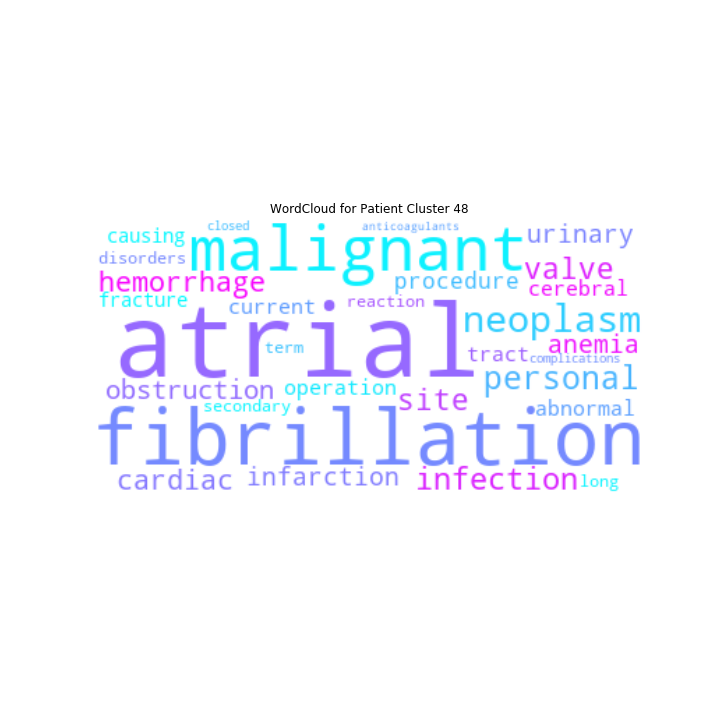 WordCloud for Patient Cluster 48
closed anticoagulants
causing malignant urinary
disorders
hemorrhage procedure valve
cerebral
fracture current reaction
atrial neoplasm
term tract anemia
complications
obstruction operation personal
secondary site abnormal
fibrillation
cardiac infarction infection long